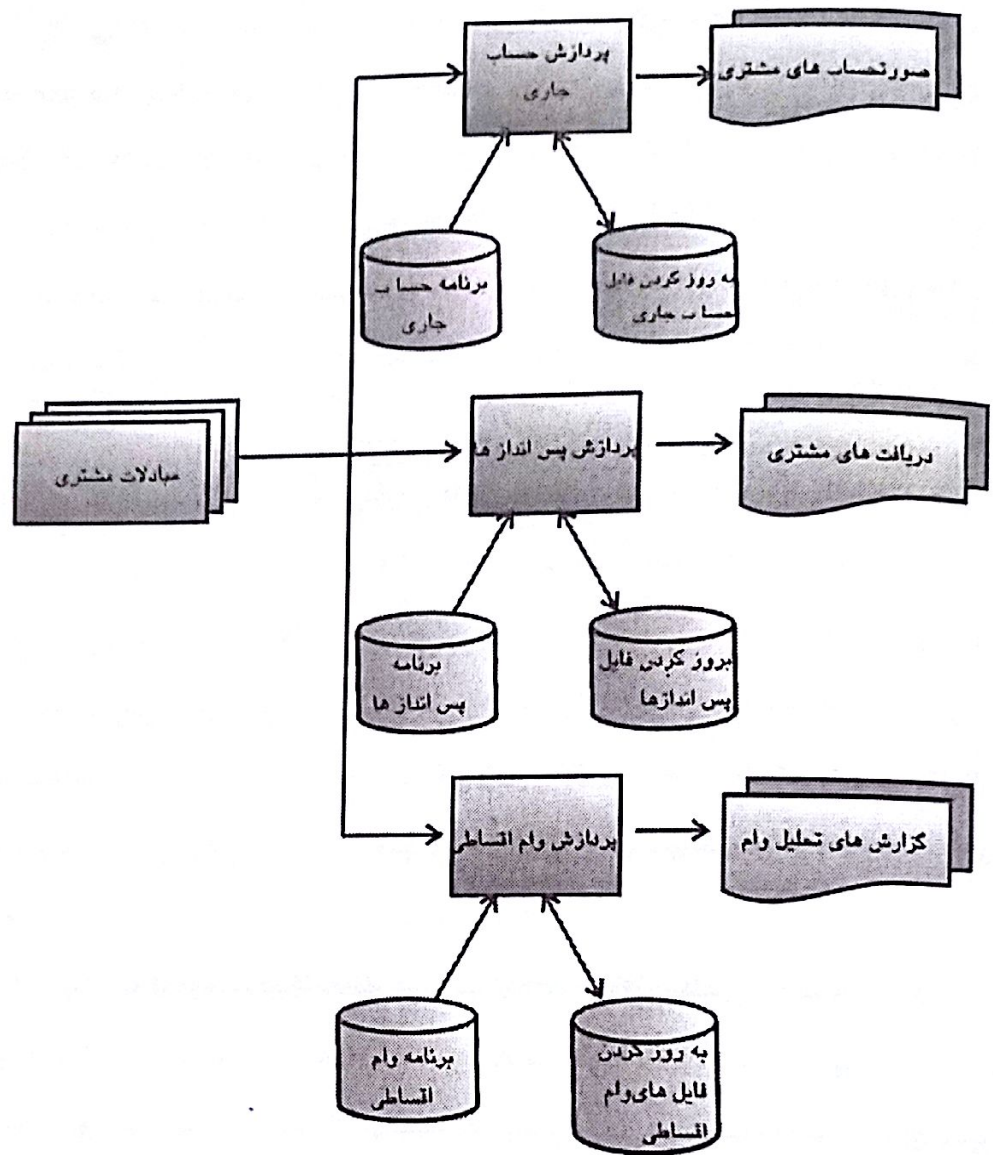 پردازش حساب
جاری
صورتحساب های مشتری
برنامه حساب
جاری
به روز کردن فایل
حساب جاری
مبادلات مشتری
پردازش پس انداز ها
دریافت های مشتری
برنامه
پس انداز ها
بروز کردن فایل
پس اندازها
پردازش وام اقساطی
گزارش های تحلیل وام
برنامه وام
اقساطی
به روز کردن
فایل های وام
اقساطی